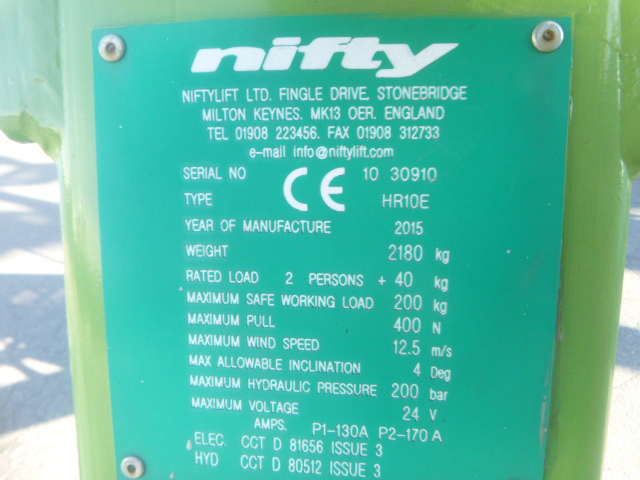 nifty
NIFTYLIFT LTD. FINGLE DRIVE, STONEBRIDGE
MILTON KEYNES. MK13 OER. ENGLAND
TEL 01908 223456. FAX 01908 312733
e-mail info@niftylift.com
SERIAL NO CE 10 30910
TYPE HR10E
YEAR OF MANUFACTURE 2015
WEIGHT 2180 kg
RATED LOAD 2 PERSONS + 40 kg
MAXIMUM SAFE WORKING LOAD 200 kg
MAXIMUM PULL 400 N
MAXIMUM WIND SPEED 12.5 m/s
MAX ALLOWABLE INCLINATION 4 Deg
MAXIMUM HYDRAULIC PRESSURE 200 bar
MAXIMUM VOLTAGE 24 V
AMPS. P1-130A P2-170 A
ELEC. CCT D 81656 ISSUE 3
HYD CCT D 80512 ISSUE 3